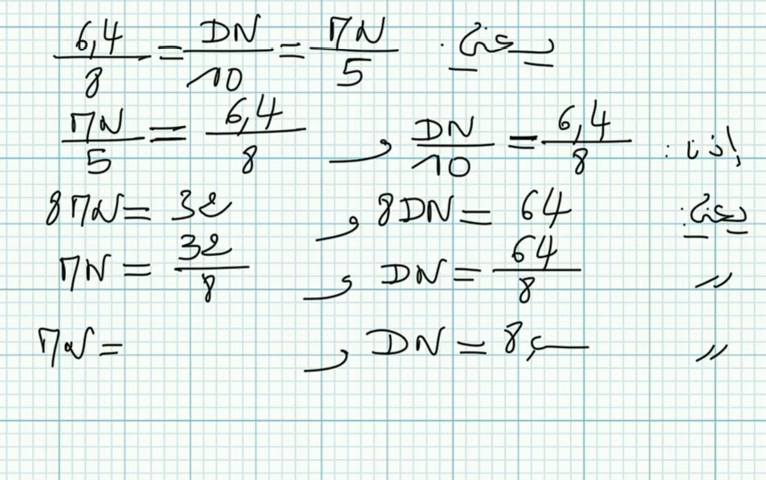 يعني : 6,4/8 = DN/10 = MN/5
إذن : DN/10 = 6,4/8 و MN/5 = 6,4/8
يعني : 8DN = 64 و 8MN = 32
" DN = 64/8 و MN = 32/8
" DN = 8 و MN =